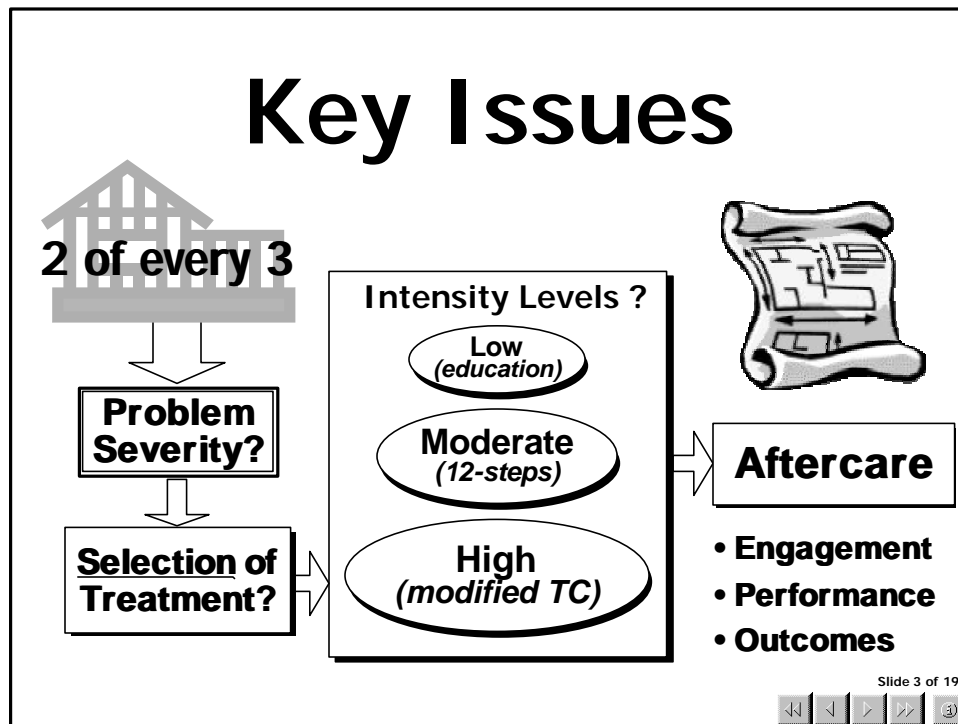 Key Issues
2 of every 3
Problem
Severity?
Selection of
Treatment?
Intensity Levels ?
Low
(education)
Moderate
(12-steps)
High
(modified TC)
Aftercare
• Engagement
• Performance
• Outcomes
Slide 3 of 19